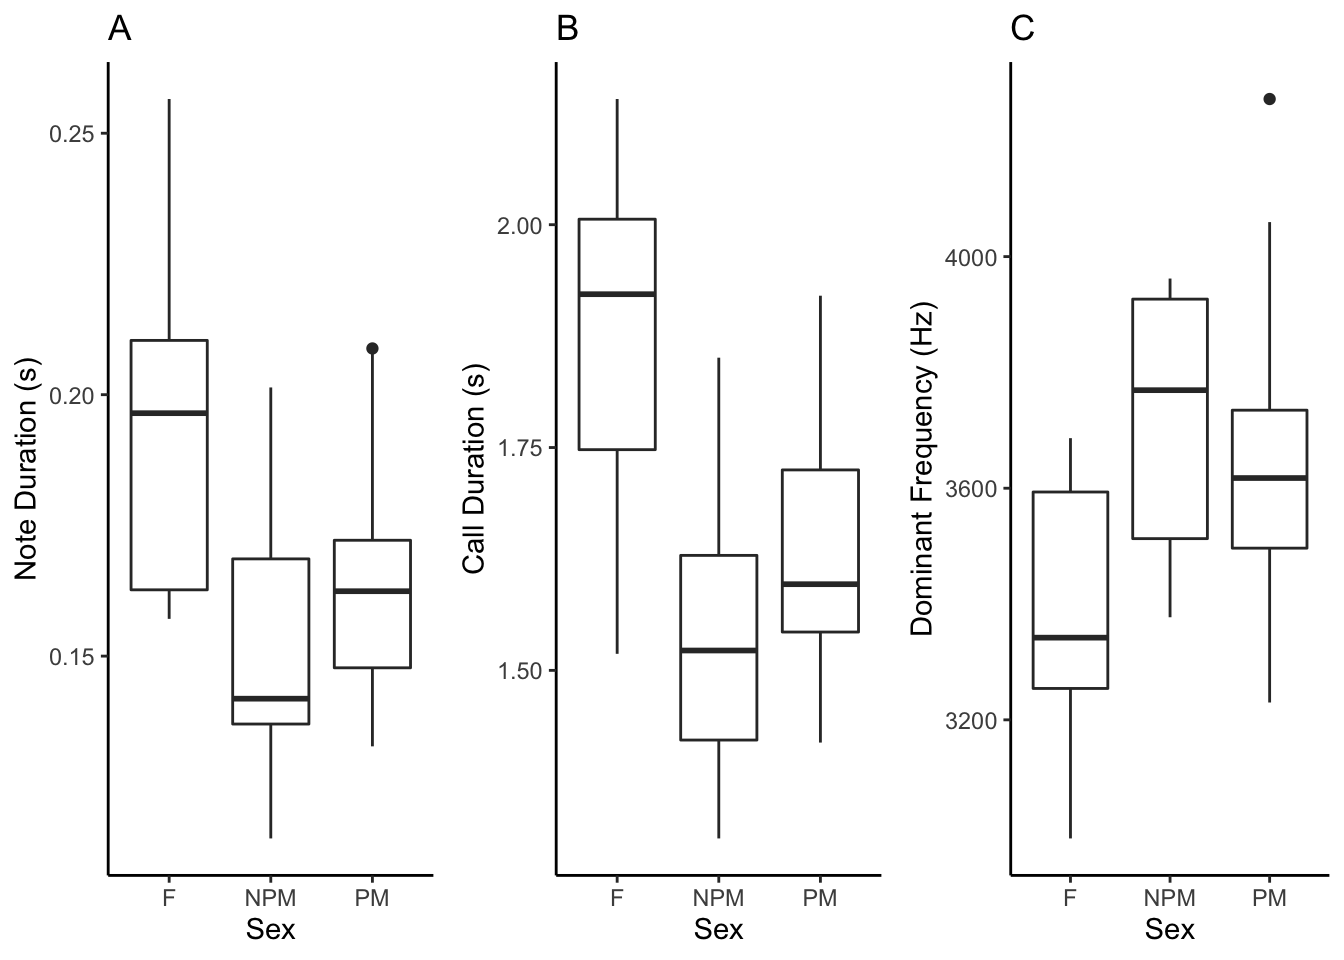 A
Note Duration (s)
0.25
0.20
0.15
F NPM PM
Sex
B
Call Duration (s)
2.00
1.75
1.50
F NPM PM
Sex
C
Dominant Frequency (Hz)
4000
3600
3200
F NPM PM
Sex